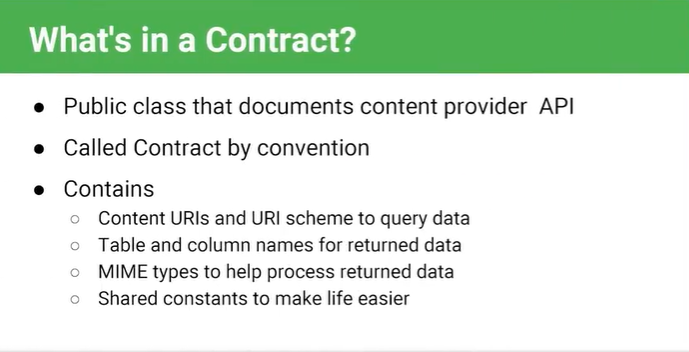 What's in a Contract?
● Public class that documents content provider API
● Called Contract by convention
● Contains
○ Content URIs and URI scheme to query data
○ Table and column names for returned data
○ MIME types to help process returned data
○ Shared constants to make life easier